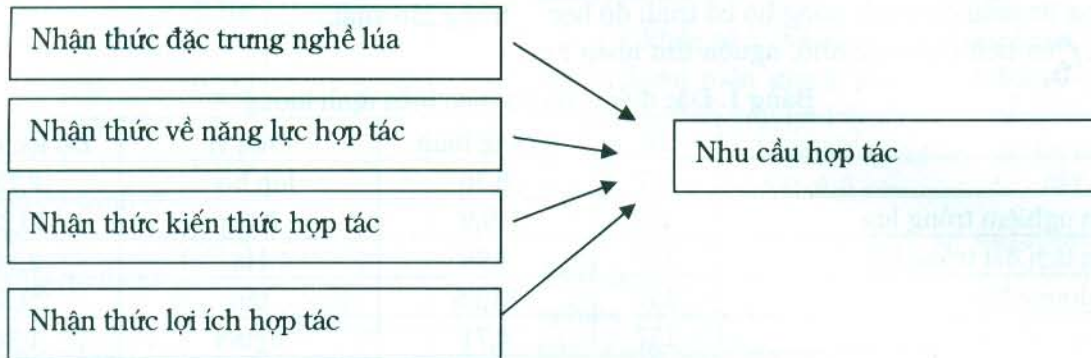 Nhận thức đặc trưng nghề lúa
Nhận thức về năng lực hợp tác
Nhu cầu hợp tác
Nhận thức kiến thức hợp tác
Nhận thức lợi ích hợp tác